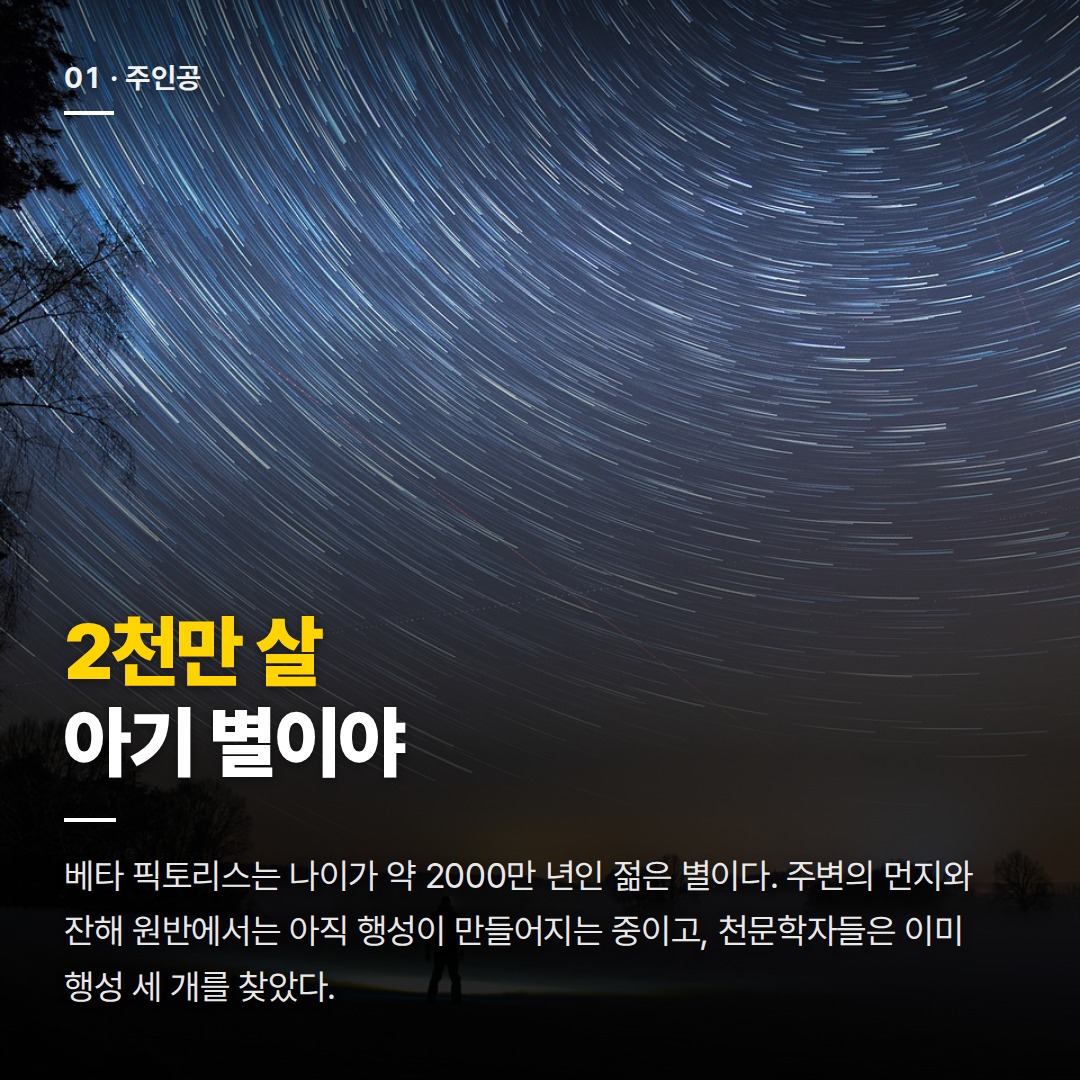 01 · 주인공
2천만 살
아기 별이야
베타 픽토리스는 나이가 약 2000만 년인 젊은 별이다. 주변의 먼지와
잔해 원반에서는 아직 행성이 만들어지는 중이고, 천문학자들은 이미
행성 세 개를 찾았다.